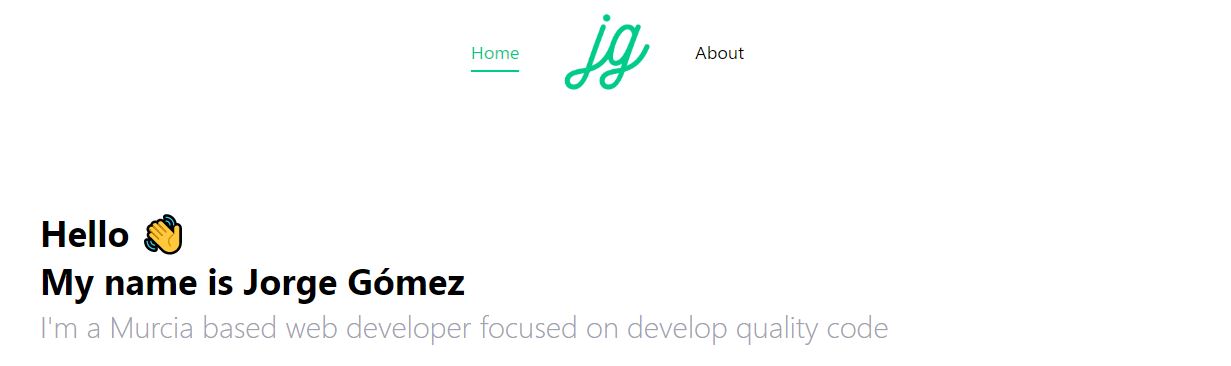 Home
jg
About
Hello 👋
My name is Jorge Gómez
I'm a Murcia based web developer focused on develop quality code